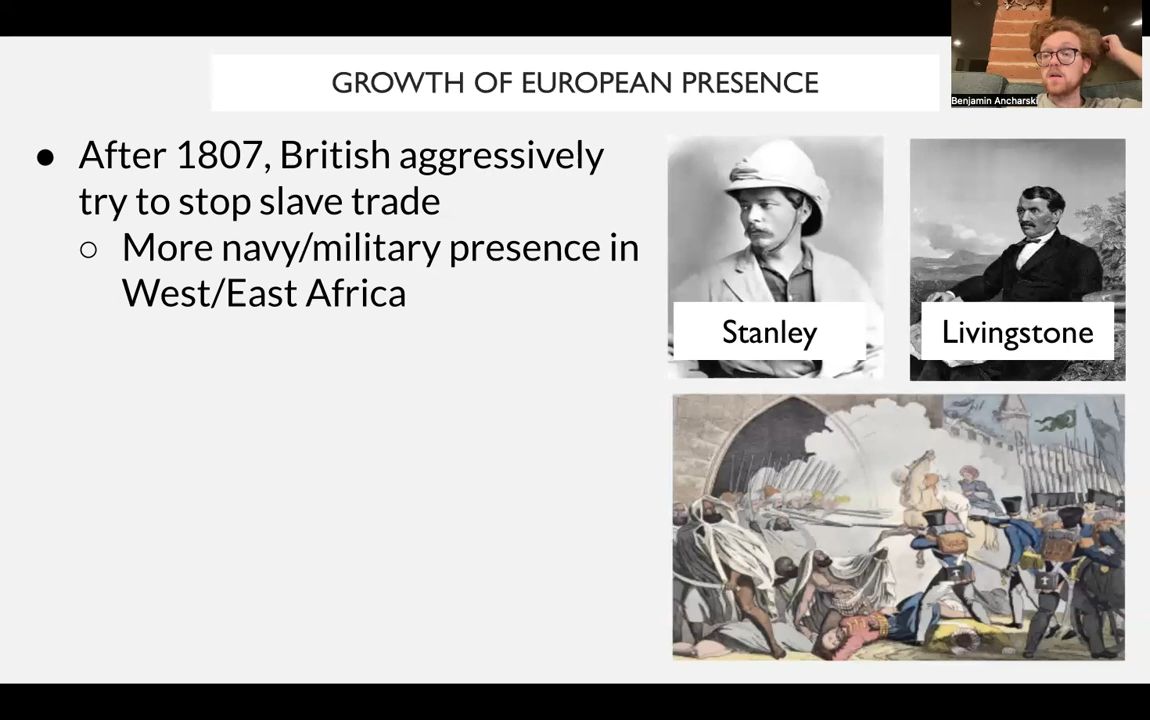 GROWTH OF EUROPEAN PRESENCE
Benjamin Ancharski
● After 1807, British aggressively
try to stop slave trade
○ More navy/military presence in
West/East Africa
Stanley
Livingstone